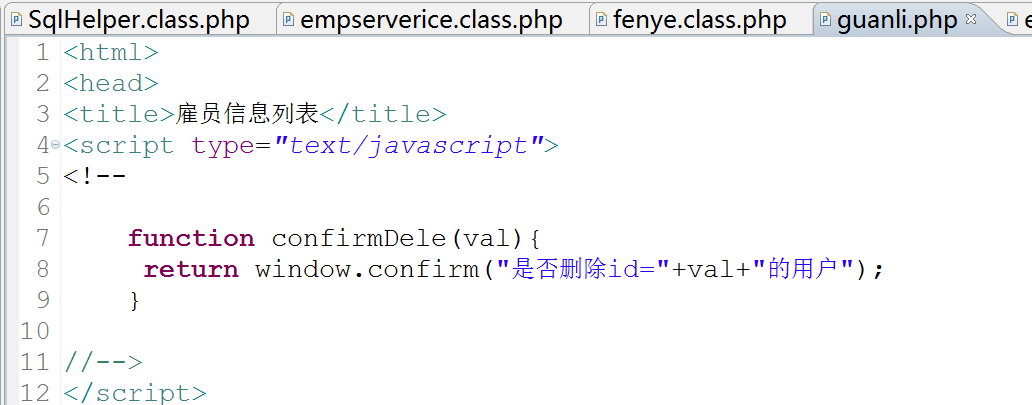 SqlHelper.class.php empserverice.class.php fenye.class.php guanli.php e
1 <html>
2 <head>
3 <title>雇员信息列表</title>
4 <script type="text/javascript">
5 <!--
6
7 function confirmDele(val){
8 return window.confirm("是否删除id="+val+"的用户");
9 }
10
11 //-->
12 </script>